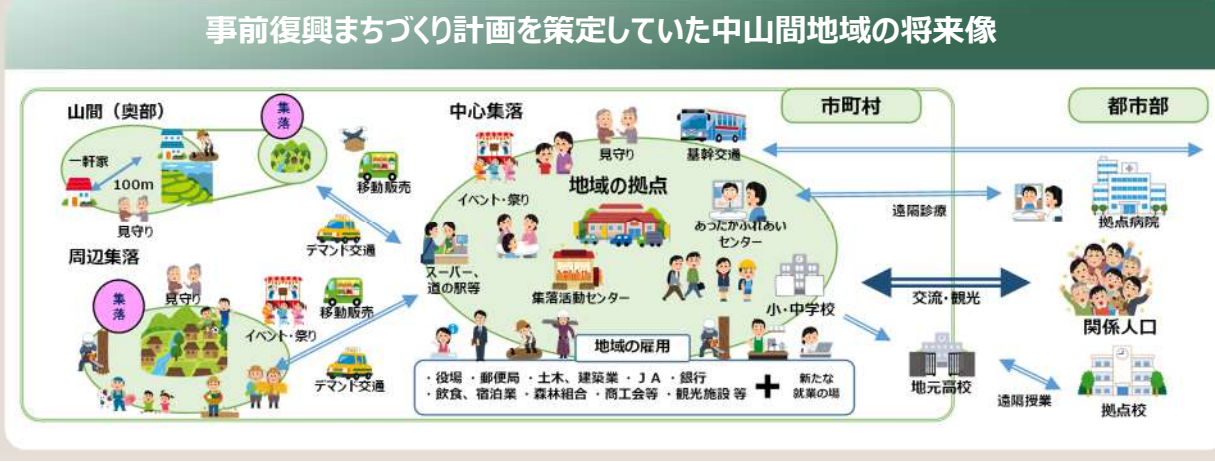 事前復興まちづくり計画を策定していた中山間地域の将来像
市町村
都市部
山間（奥部）
集落
一軒家
100m
見守り
移動販売
デマンド交通
周辺集落
集落
見守り
イベント・祭り
移動販売
デマンド交通
中心集落
見守り
基幹交通
イベント・祭り
地域の拠点
あったかふれあい
センター
スーパー、
道の駅等
集落活動センター
小・中学校
地域の雇用
・役場 ・郵便局 ・土木、建築業 ・ＪＡ ・銀行
・飲食、宿泊業 ・森林組合 ・商工会等 ・観光施設 等
＋
新たな
就業の場
遠隔診療
拠点病院
交流・観光
関係人口
地元高校
遠隔授業
拠点校